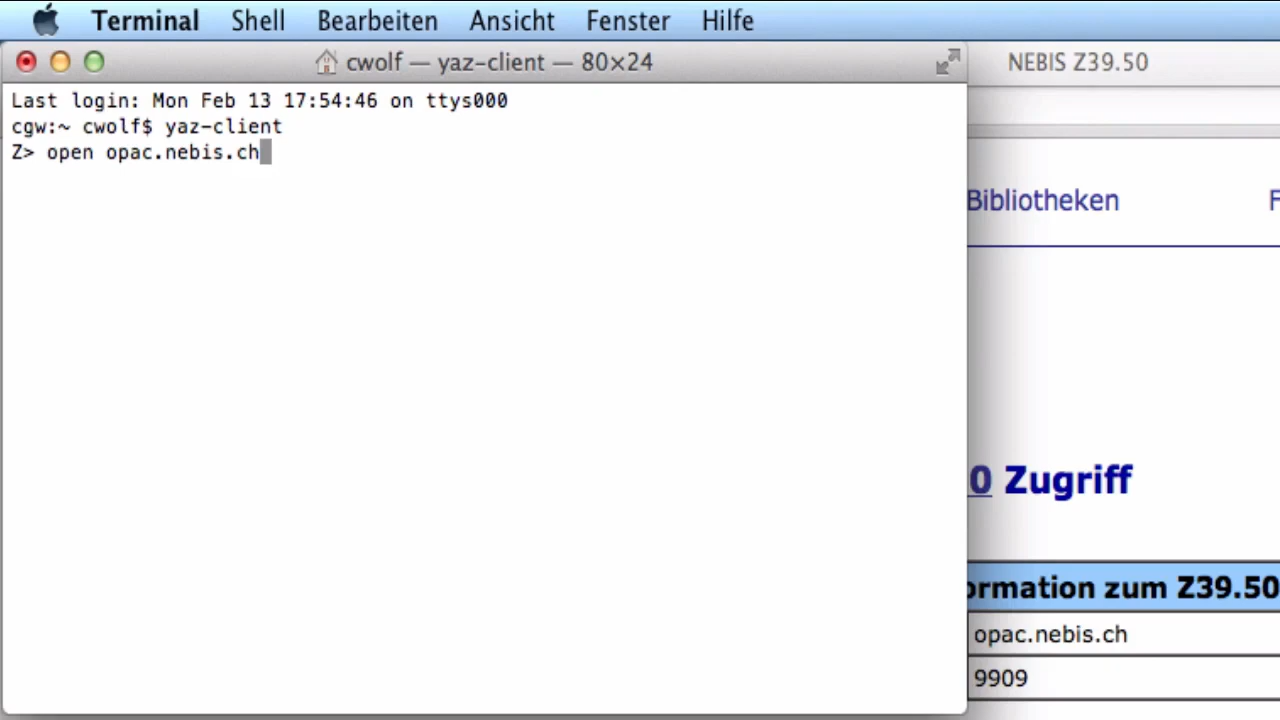 Terminal Shell Bearbeiten Ansicht Fenster Hilfe
cwolf — yaz-client — 80×24
NEBIS Z39.50
Last login: Mon Feb 13 17:54:46 on ttys000
cgw:~ cwolf$ yaz-client
Z> open opac.nebis.ch
Bibliotheken F
0 Zugriff
ormation zum Z39.50
opac.nebis.ch
9909